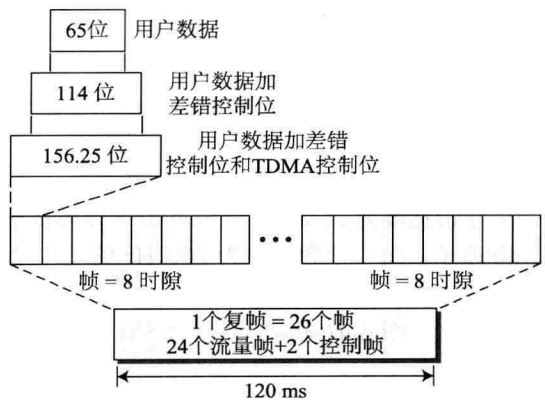 65位 用户数据
114 位
用户数据加
差错控制位
156.25 位
用户数据加差错
控制位和TDMA控制位
•••
帧 = 8 时隙
帧 = 8 时隙
1个复帧 = 26个帧
24个流量帧+2个控制帧
120 ms